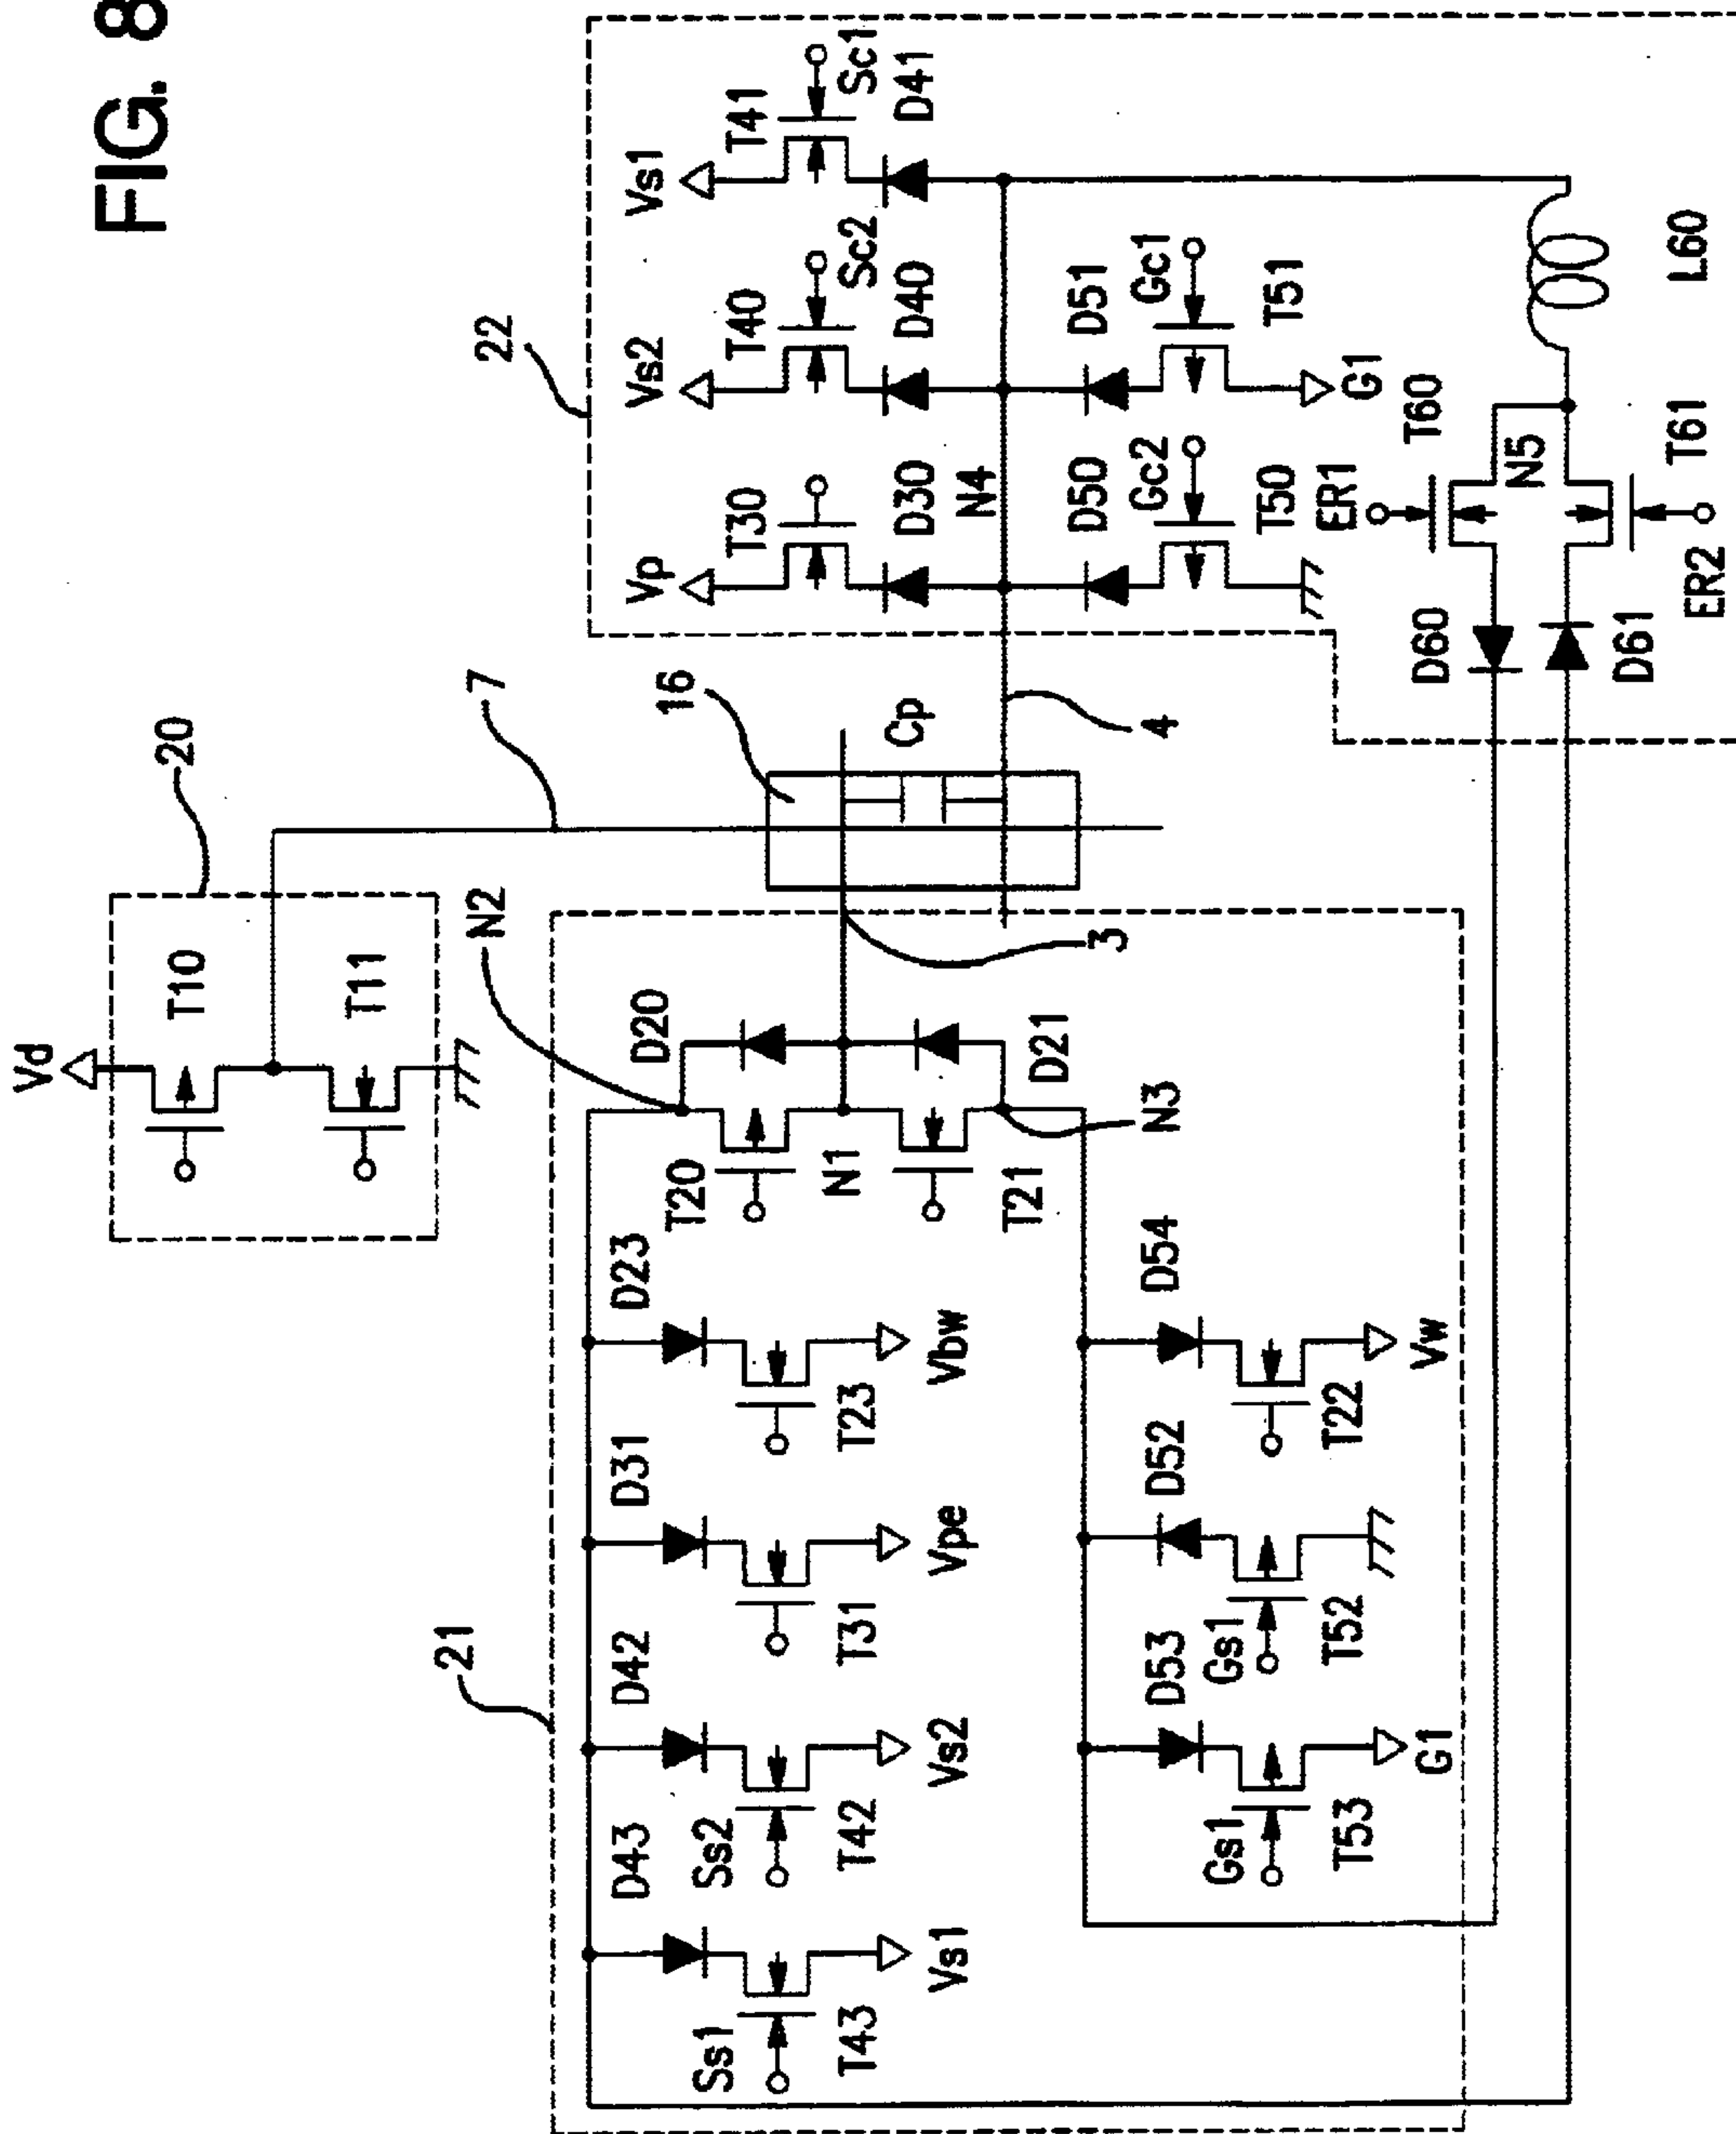 FIG. 8
Vd
T10
T11
20
7
N2
16
Cp
4
3
22
Vp
Vs2
Vs1
T30
T40
T41
Sc2
Sc1
D30
D40
D41
N4
D50
D51
Gc2
Gc1
T50
T51
G1
ER1
T60
N5
D60
D61
T61
ER2
L60
21
D43
D42
D31
D23
D20
Ss1
Ss2
T43
T42
T31
T23
T20
Vs1
Vs2
Vpe
Vbw
N1
D21
T21
N3
D53
D52
D54
Gs1
Gs1
T53
T52
T22
G1
Vw